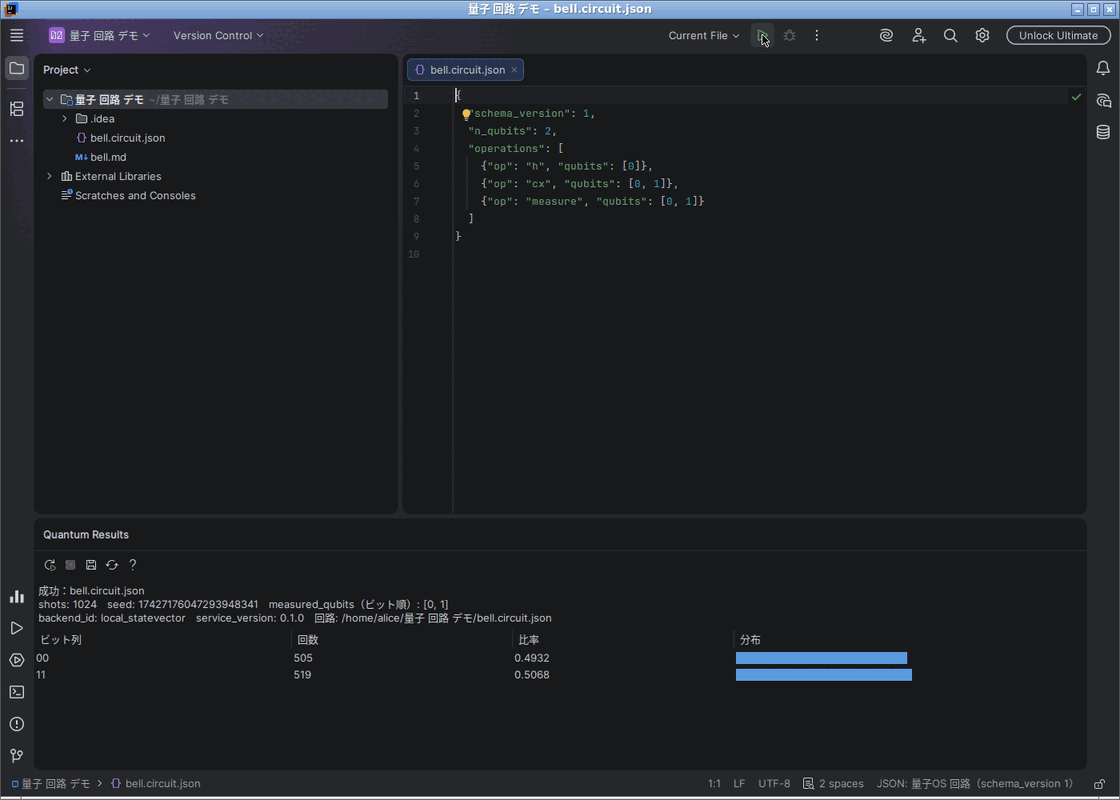 量子 回路 デモ – bell.circuit.json
量子 回路 デモ
Version Control
Current File
Unlock Ultimate
Project
量子 回路 デモ ~/量子 回路 デモ
.idea
bell.circuit.json
bell.md
External Libraries
Scratches and Consoles
bell.circuit.json
1 {
2 "schema_version": 1,
3 "n_qubits": 2,
4 "operations": [
5 {"op": "h", "qubits": [0]},
6 {"op": "cx", "qubits": [0, 1]},
7 {"op": "measure", "qubits": [0, 1]}
8 ]
9 }
10
Quantum Results
成功：bell.circuit.json
shots: 1024 seed: 17427176047293948341 measured_qubits（ビット順）: [0, 1]
backend_id: local_statevector service_version: 0.1.0 回路: /home/alice/量子 回路 デモ/bell.circuit.json
ビット列 回数 比率 分布
00 505 0.4932
11 519 0.5068
量子 回路 デモ > bell.circuit.json 1:1 LF UTF-8 2 spaces JSON: 量子OS 回路（schema_version 1）